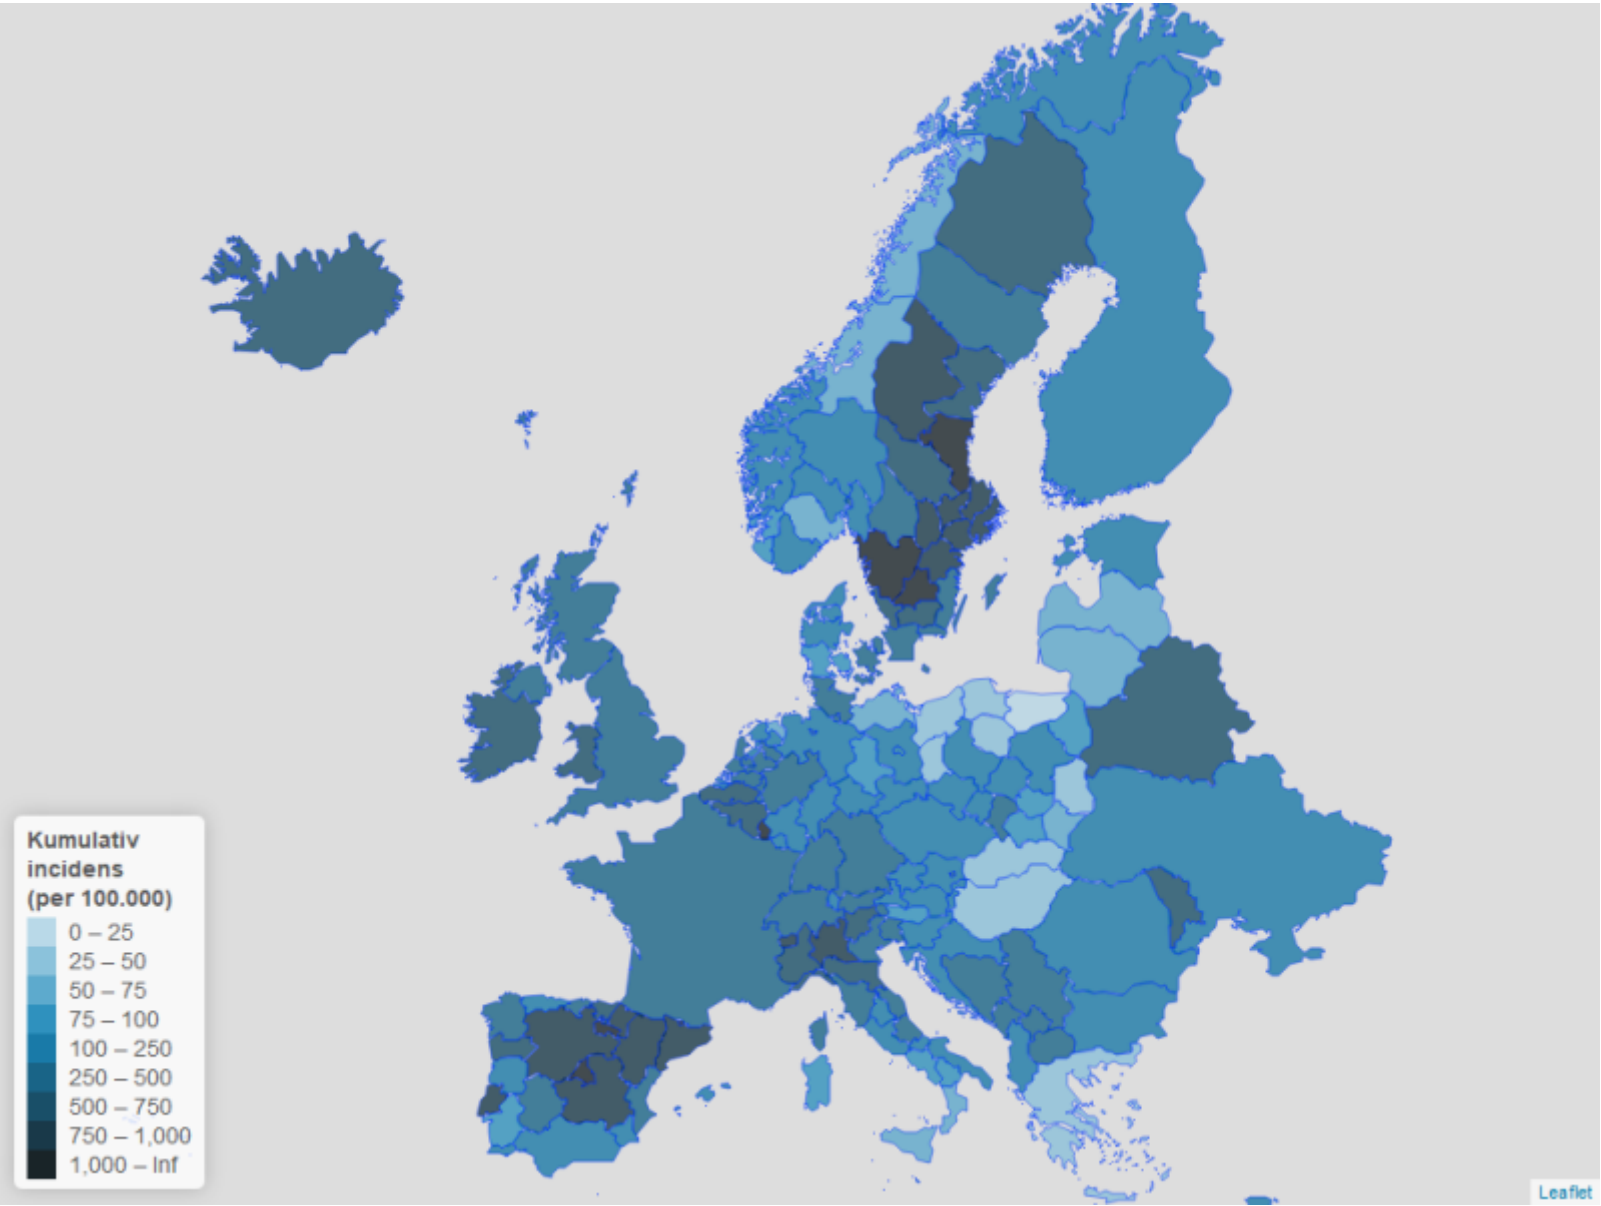 Kumulativ
incidens
(per 100.000)
0 – 25
25 – 50
50 – 75
75 – 100
100 – 250
250 – 500
500 – 750
750 – 1,000
1,000 – Inf
Leaflet